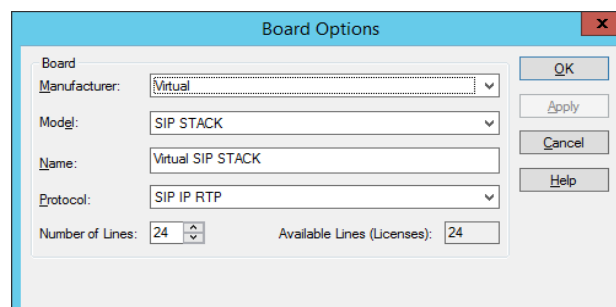 Board Options
x
Board
Manufacturer: Virtual
Model: SIP STACK
Name: Virtual SIP STACK
Protocol: SIP IP RTP
Number of Lines: 24 Available Lines (Licenses): 24
OK
Apply
Cancel
Help